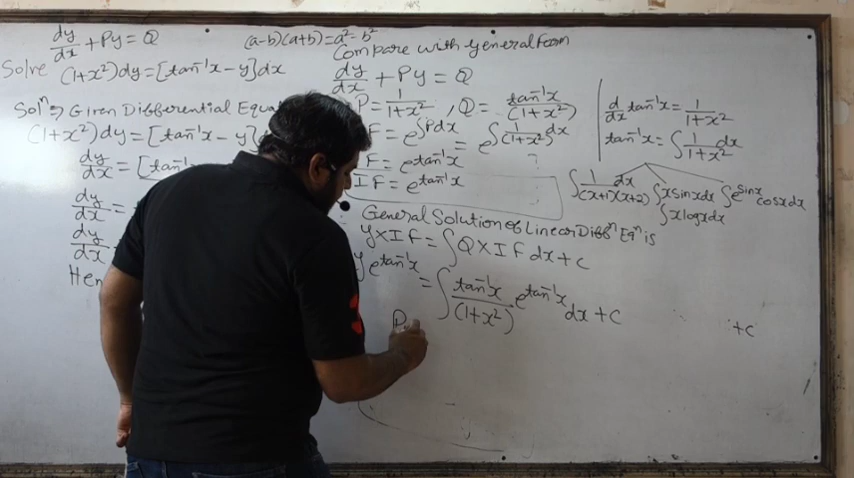 dy/dx + Py = Q
(a-b)(a+b) = a² - b²
Solve (1+x²)dy = [tan⁻¹x - y]dx
Solⁿ ⇒ Given Differential Equa
(1+x²)dy = [tan⁻¹x - y]
dy/dx = [tan⁻¹
dy/dx =
dy/dx
Hen
Compare with general Form
dy/dx + Py = Q
P = 1/(1+x²), Q = tan⁻¹x/(1+x²)
F = e^∫Pdx = e^∫1/(1+x²)dx
F = e^tan⁻¹x
IF = e^tan⁻¹x
General Solution of Linear Diffⁿ Eqⁿ is
y×IF = ∫Q×IF dx + c
y e^tan⁻¹x = ∫ tan⁻¹x/(1+x²) e^tan⁻¹x dx + c
P
+c
d/dx tan⁻¹x = 1/(1+x²)
tan⁻¹x = ∫1/(1+x²) dx
∫1/((x+1)(x+2)) dx ∫x sinx dx ∫e^sinx cosx dx
∫x logx dx